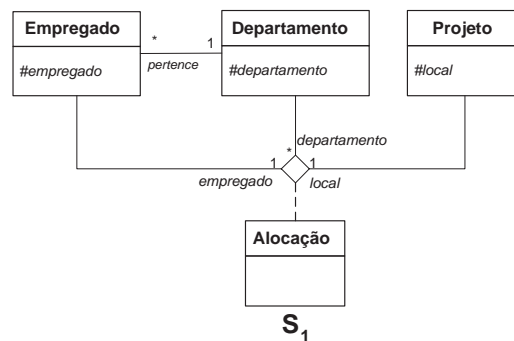 Empregado
Departamento
Projeto
* 1
pertence
#empregado
#departamento
#local
departamento
*
1 1
empregado
local
Alocação
S1